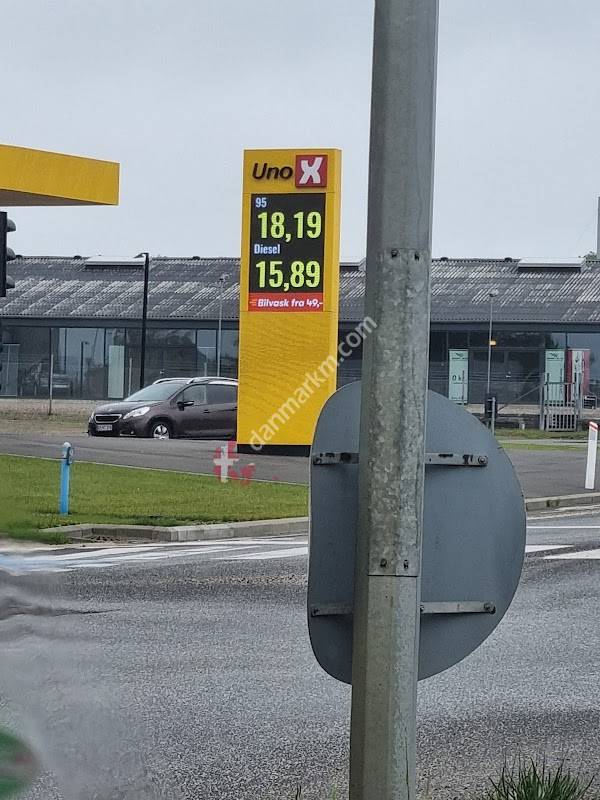 Uno X
95
18,19
Diesel
15,89
Bilvask fra 49,-
danmarkm.com